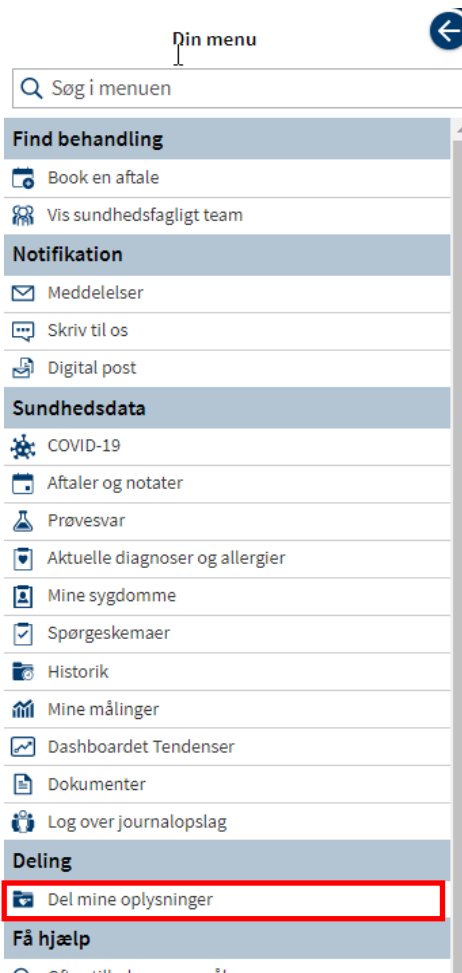 Din menu
Søg i menuen
Find behandling
Book en aftale
Vis sundhedsfagligt team
Notifikation
Meddelelser
Skriv til os
Digital post
Sundhedsdata
COVID-19
Aftaler og notater
Prøvesvar
Aktuelle diagnoser og allergier
Mine sygdomme
Spørgeskemaer
Historik
Mine målinger
Dashboardet Tendenser
Dokumenter
Log over journalopslag
Deling
Del mine oplysninger
Få hjælp